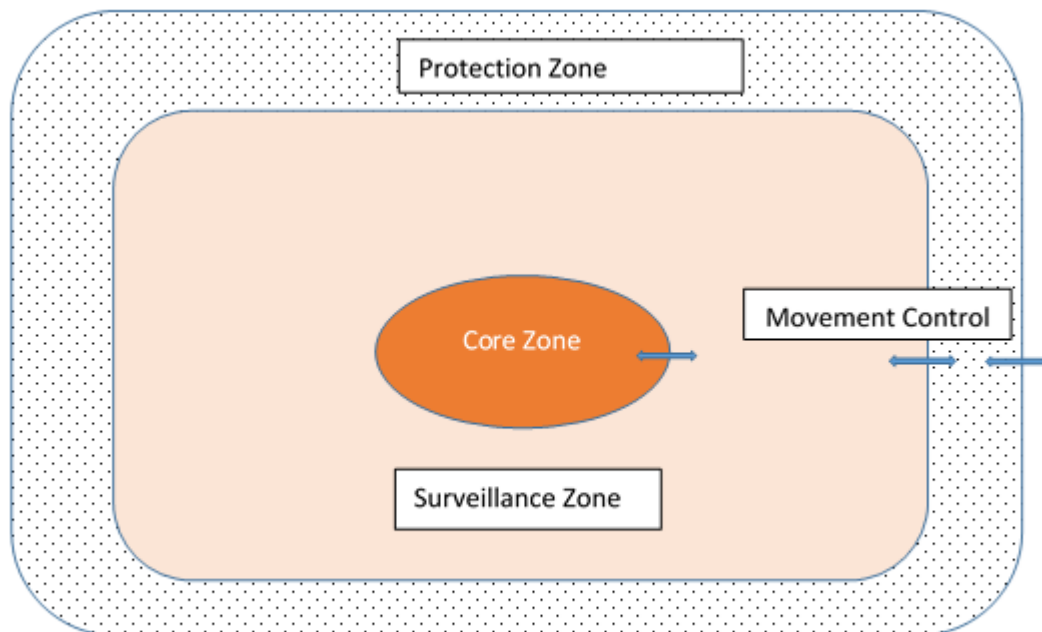 Protection Zone
Movement Control
Core Zone
Surveillance Zone